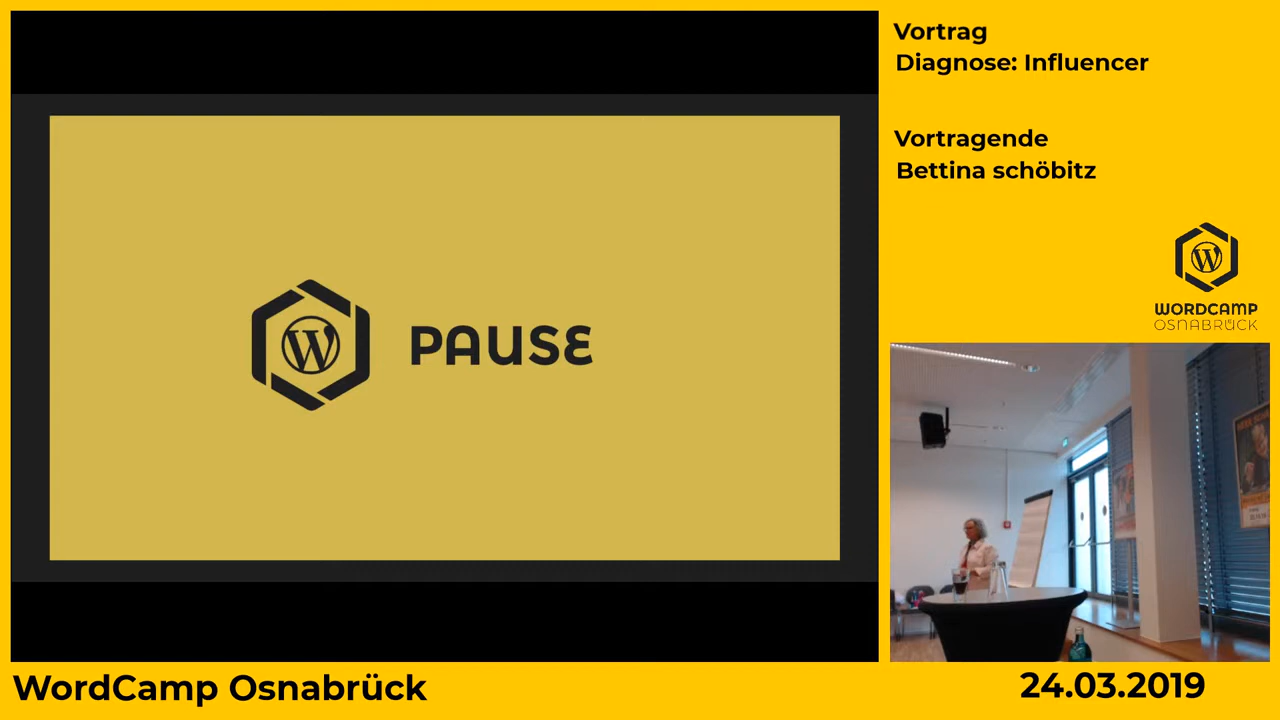 Vortrag
Diagnose: Influencer
Vortragende
Bettina schöbitz
W
WORDCAMP
OSNABRÜCK
W PAUSE
WordCamp Osnabrück
24.03.2019